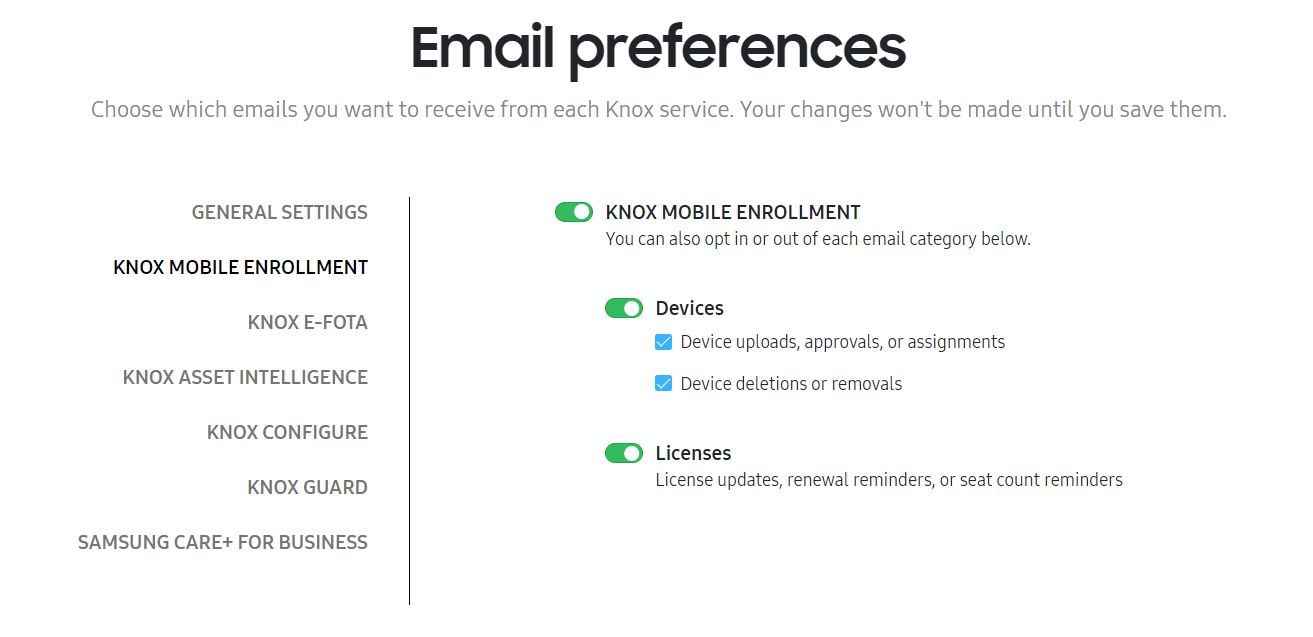 Email preferences
Choose which emails you want to receive from each Knox service. Your changes won't be made until you save them.
GENERAL SETTINGS
KNOX MOBILE ENROLLMENT
KNOX E-FOTA
KNOX ASSET INTELLIGENCE
KNOX CONFIGURE
KNOX GUARD
SAMSUNG CARE+ FOR BUSINESS
KNOX MOBILE ENROLLMENT
You can also opt in or out of each email category below.
Devices
Device uploads, approvals, or assignments
Device deletions or removals
Licenses
License updates, renewal reminders, or seat count reminders